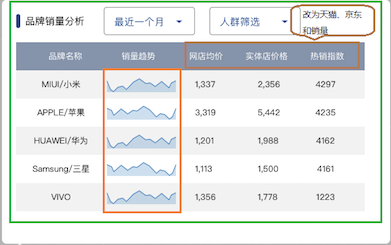 品牌销量分析 最近一个月 人群筛选 改为天猫、京东
和销量
品牌名称 销量趋势 网店均价 实体店价格 热销指数
MIUI/小米 1,337 2,356 4297
APPLE/苹果 3,319 5,442 4235
HUAWEI/华为 1,201 1,988 4162
Samsung/三星 1,113 1,500 4161
VIVO 1,356 1,778 1223